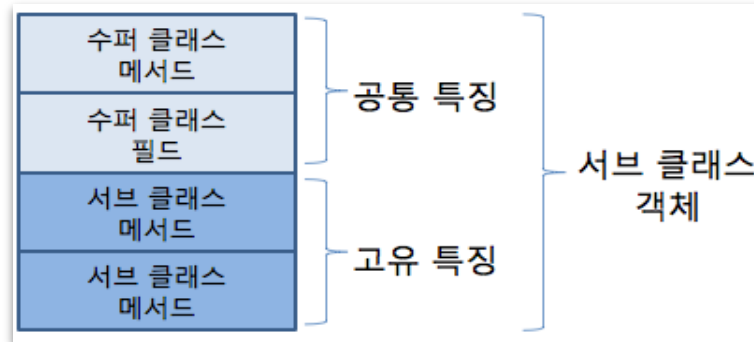 수퍼 클래스
메서드
수퍼 클래스
필드
서브 클래스
메서드
서브 클래스
메서드
공통 특징
고유 특징
서브 클래스
객체